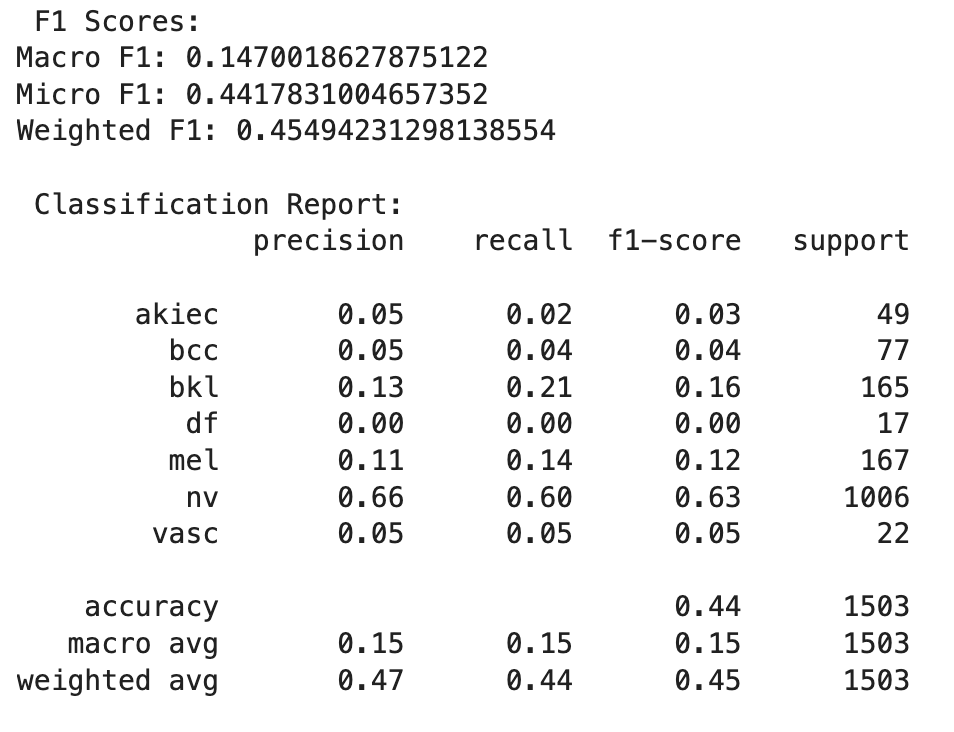 F1 Scores:
Macro F1: 0.1470018627875122
Micro F1: 0.4417831004657352
Weighted F1: 0.45494231298138554
Classification Report:
precision recall f1-score support
akiec 0.05 0.02 0.03 49
bcc 0.05 0.04 0.04 77
bkl 0.13 0.21 0.16 165
df 0.00 0.00 0.00 17
mel 0.11 0.14 0.12 167
nv 0.66 0.60 0.63 1006
vasc 0.05 0.05 0.05 22
accuracy 0.44 1503
macro avg 0.15 0.15 0.15 1503
weighted avg 0.47 0.44 0.45 1503